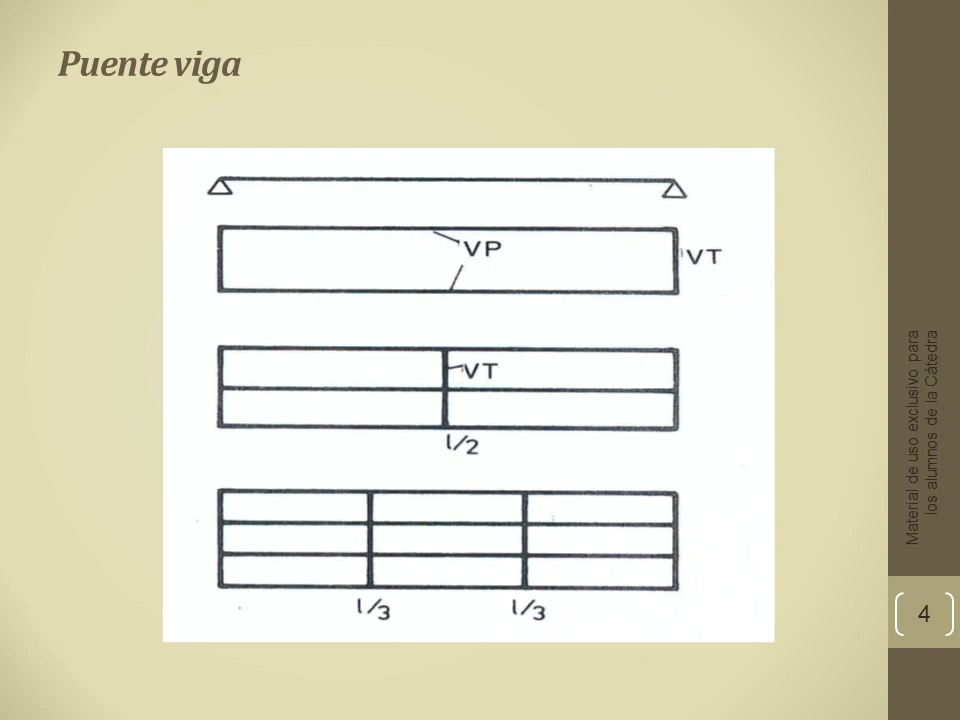 Puente viga
VP
VT
VT
l/2
l/3
l/3
Material de uso exclusivo para
los alumnos de la Cátedra
4